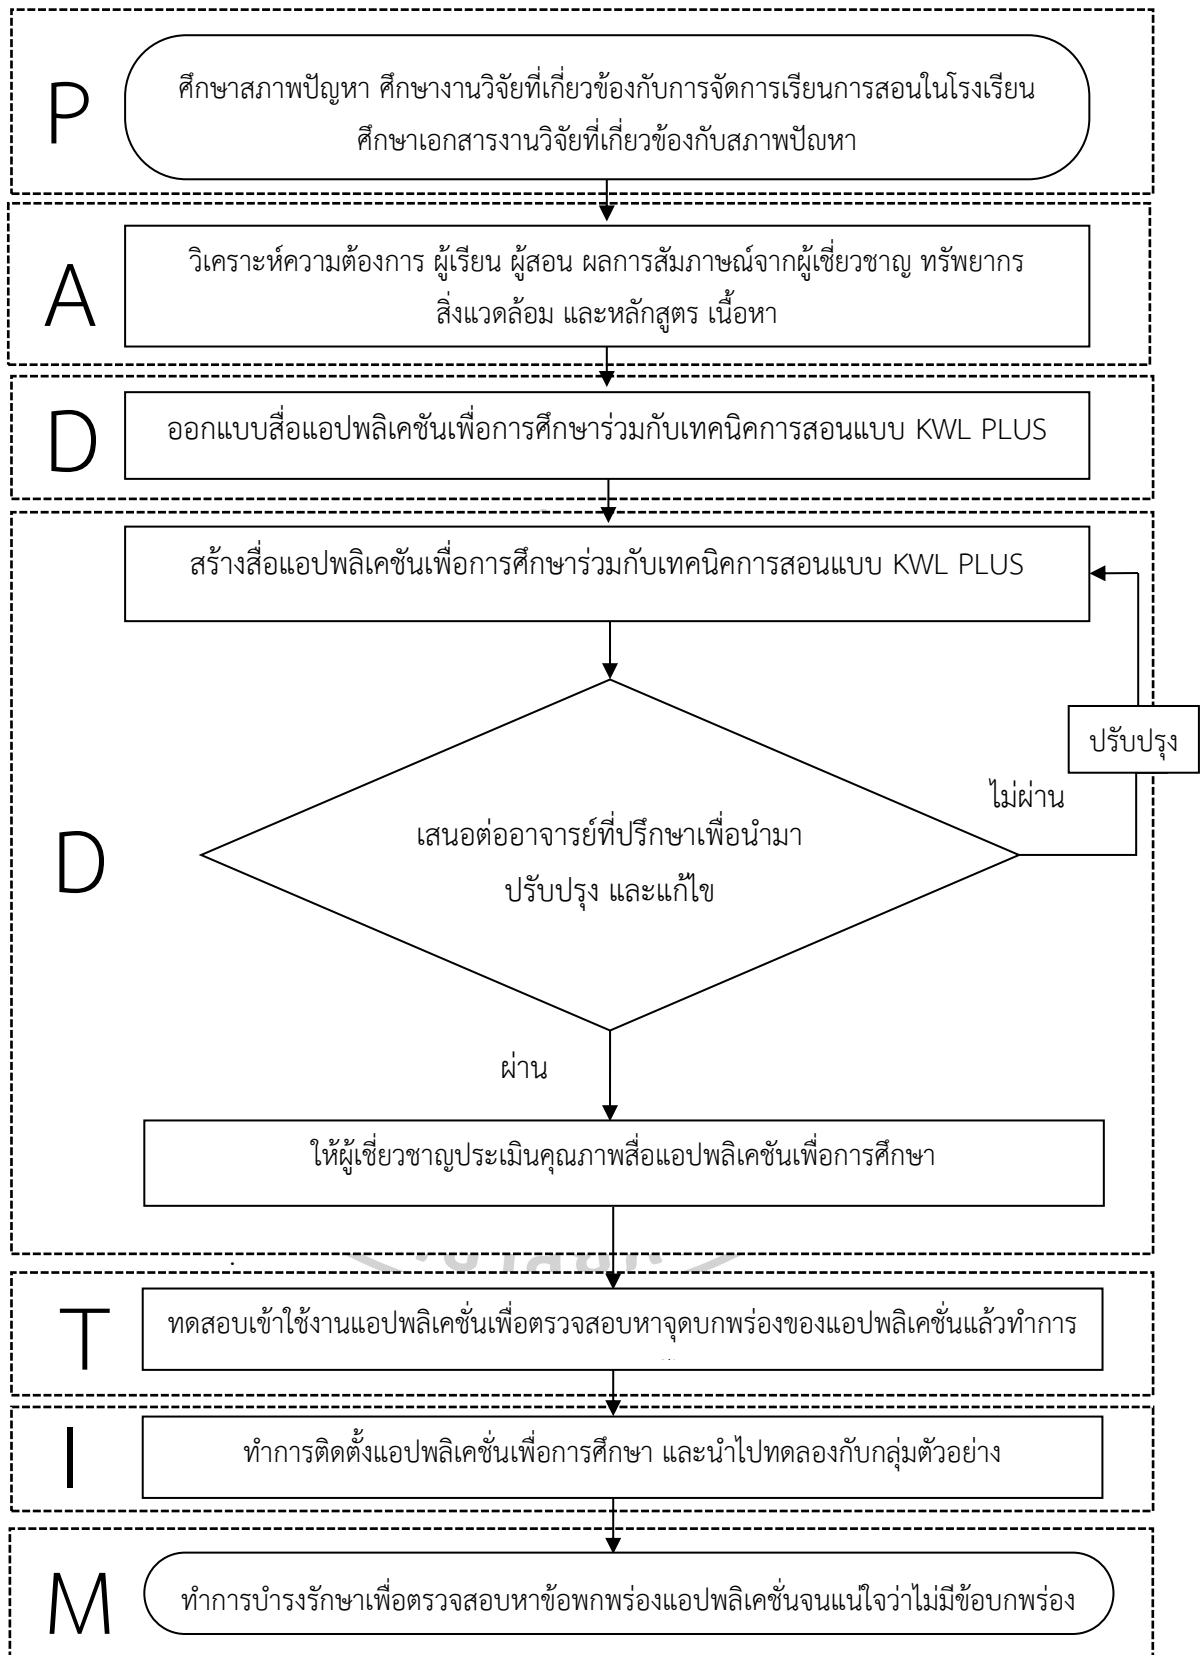 P
ศึกษาสภาพปัญหา ศึกษางานวิจัยที่เกี่ยวข้องกับการจัดการเรียนการสอนในโรงเรียน
ศึกษาเอกสารงานวิจัยที่เกี่ยวข้องกับสภาพปัญหา
A
วิเคราะห์ความต้องการ ผู้เรียน ผู้สอน ผลการสัมภาษณ์จากผู้เชี่ยวชาญ ทรัพยากร
สิ่งแวดล้อม และหลักสูตร เนื้อหา
D
ออกแบบสื่อแอปพลิเคชันเพื่อการศึกษาร่วมกับเทคนิคการสอนแบบ KWL PLUS
สร้างสื่อแอปพลิเคชันเพื่อการศึกษาร่วมกับเทคนิคการสอนแบบ KWL PLUS
ปรับปรุง
ไม่ผ่าน
D
เสนอต่ออาจารย์ที่ปรึกษาเพื่อนำมา
ปรับปรุง และแก้ไข
ผ่าน
ให้ผู้เชี่ยวชาญประเมินคุณภาพสื่อแอปพลิเคชันเพื่อการศึกษา
T
ทดสอบเข้าใช้งานแอปพลิเคชั่นเพื่อตรวจสอบหาจุดบกพร่องของแอปพลิเคชั่นแล้วทำการ
I
ทำการติดตั้งแอปพลิเคชั่นเพื่อการศึกษา และนำไปทดลองกับกลุ่มตัวอย่าง
M
ทำการบำรงรักษาเพื่อตรวจสอบหาข้อพกพร่องแอปพลิเคชั่นจนแน่ใจว่าไม่มีข้อบกพร่อง